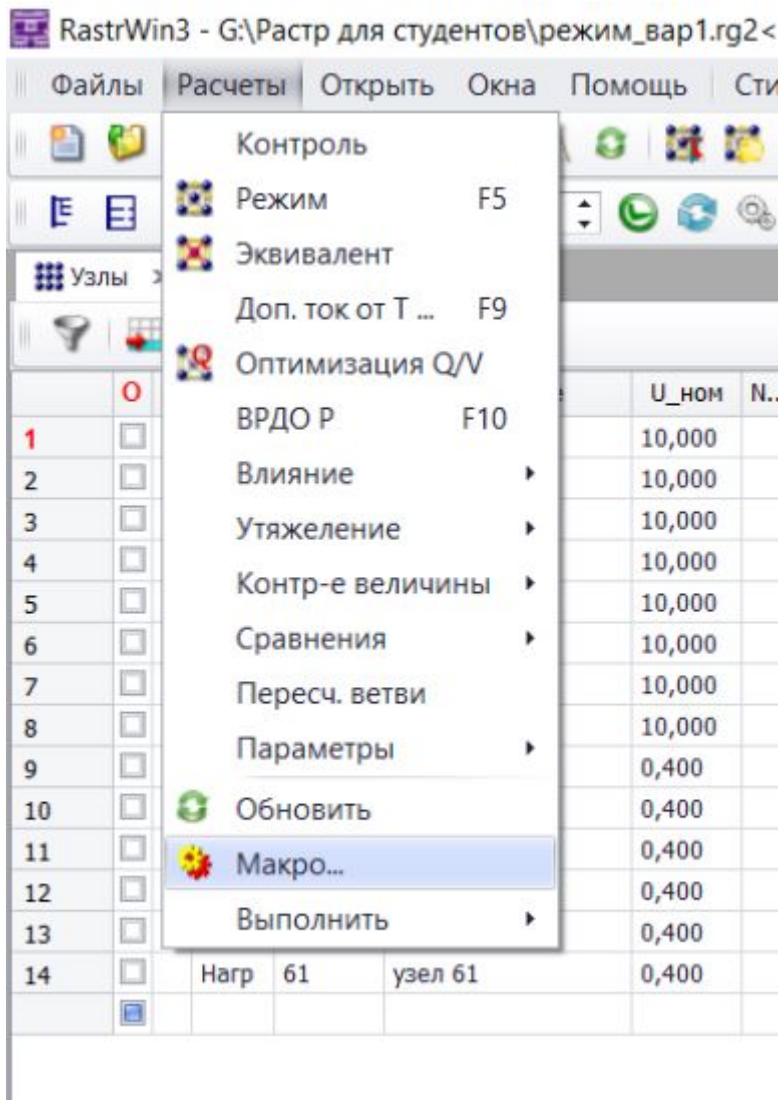 RastrWin3 - G:\Растр для студентов\режим_вар1.rg2<
Файлы Расчеты Открыть Окна Помощь Сти
Контроль
Режим F5
Эквивалент
Доп. ток от Т ... F9
Оптимизация Q/V
ВРДО Р F10
Влияние
Утяжеление
Контр-е величины
Сравнения
Пересч. ветви
Параметры
Обновить
Макро...
Выполнить
Узлы
О U_ном N..
1 10,000
2 10,000
3 10,000
4 10,000
5 10,000
6 10,000
7 10,000
8 10,000
9 0,400
10 0,400
11 0,400
12 0,400
13 0,400
14 Нагр 61 узел 61 0,400